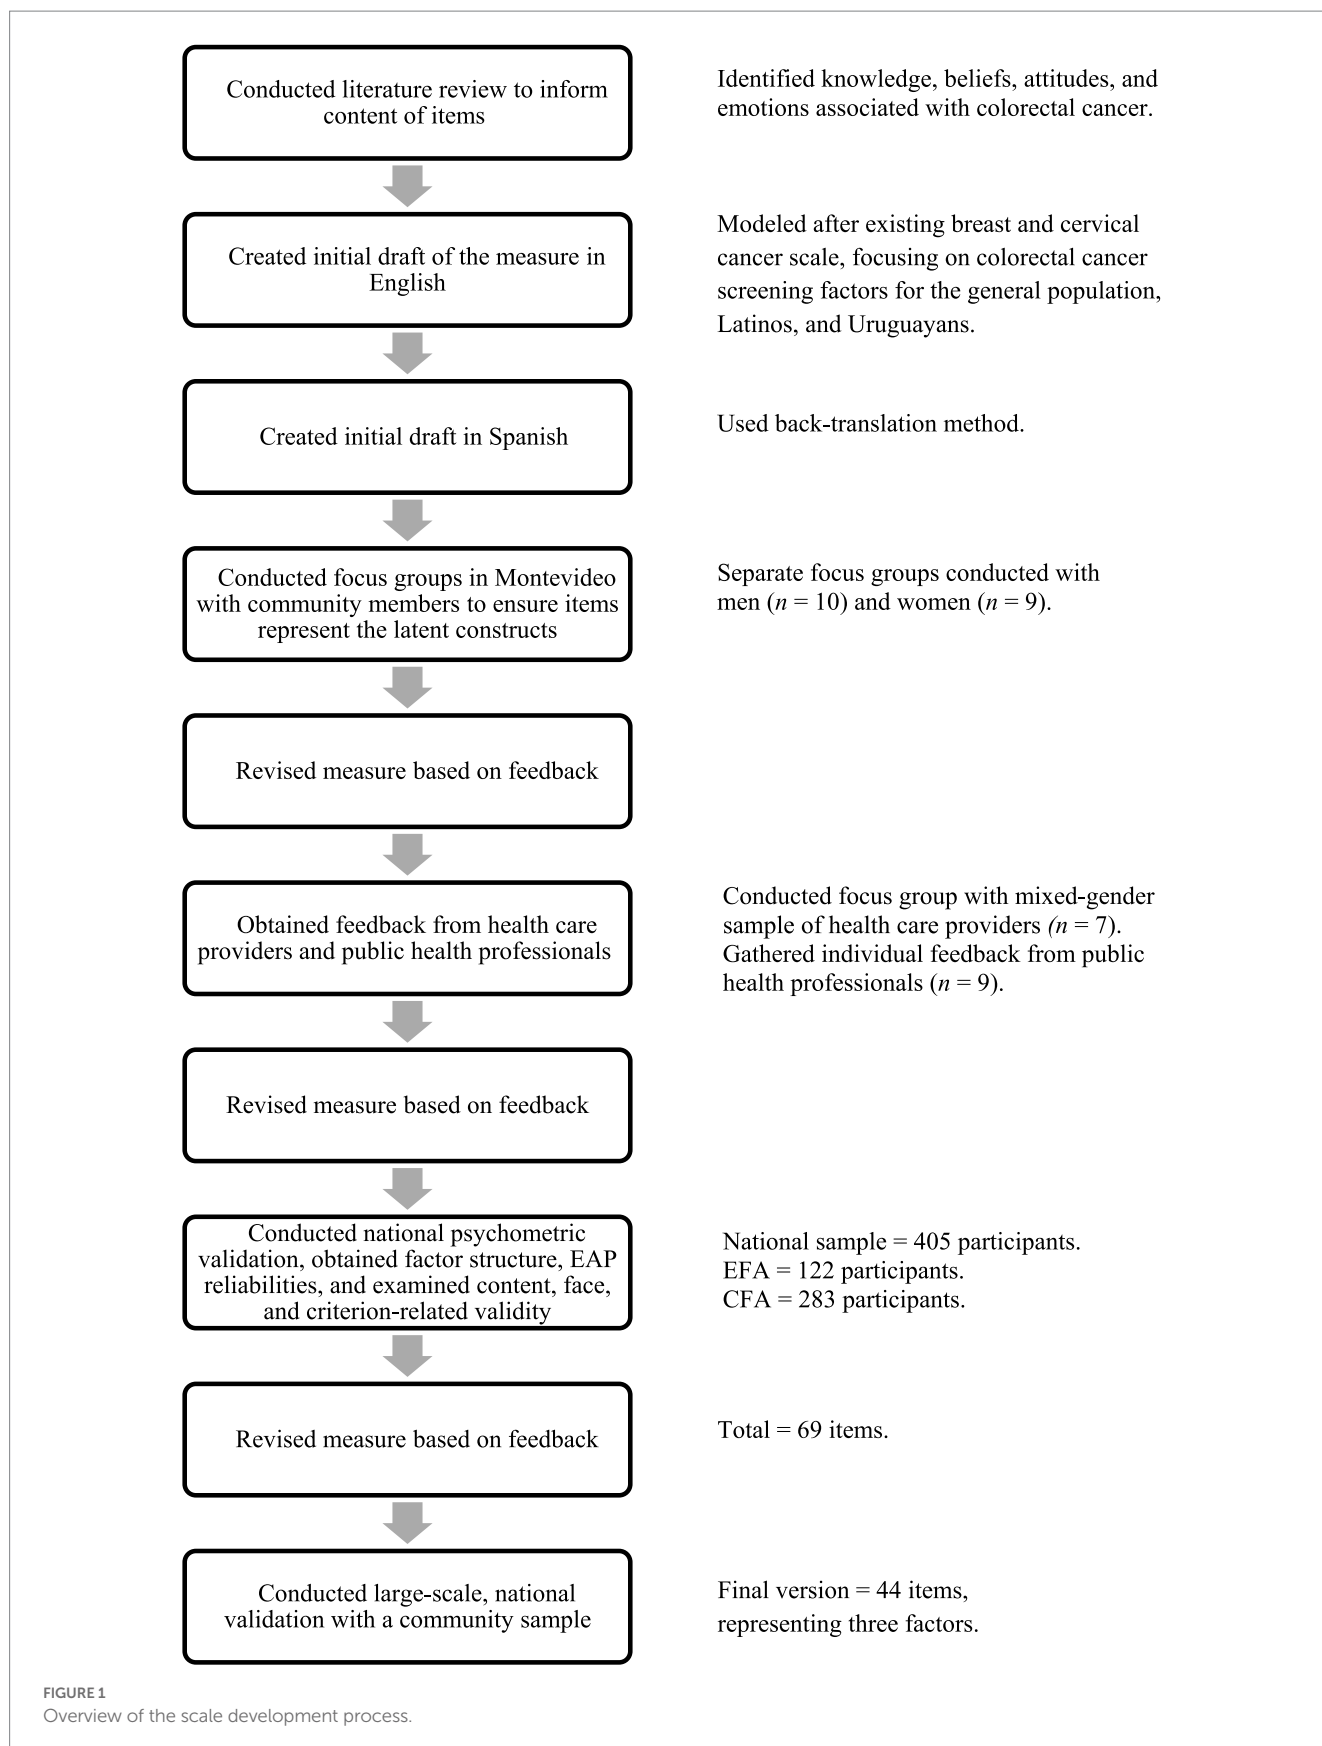 Conducted literature review to inform
content of items
Identified knowledge, beliefs, attitudes, and
emotions associated with colorectal cancer.
Created initial draft of the measure in
English
Modeled after existing breast and cervical
cancer scale, focusing on colorectal cancer
screening factors for the general population,
Latinos, and Uruguayans.
Created initial draft in Spanish
Used back-translation method.
Conducted focus groups in Montevideo
with community members to ensure items
represent the latent constructs
Separate focus groups conducted with
men (n = 10) and women (n = 9).
Revised measure based on feedback
Obtained feedback from health care
providers and public health professionals
Conducted focus group with mixed-gender
sample of health care providers (n = 7).
Gathered individual feedback from public
health professionals (n = 9).
Revised measure based on feedback
Conducted national psychometric
validation, obtained factor structure, EAP
reliabilities, and examined content, face,
and criterion-related validity
National sample = 405 participants.
EFA = 122 participants.
CFA = 283 participants.
Revised measure based on feedback
Total = 69 items.
Conducted large-scale, national
validation with a community sample
Final version = 44 items,
representing three factors.
FIGURE 1
Overview of the scale development process.